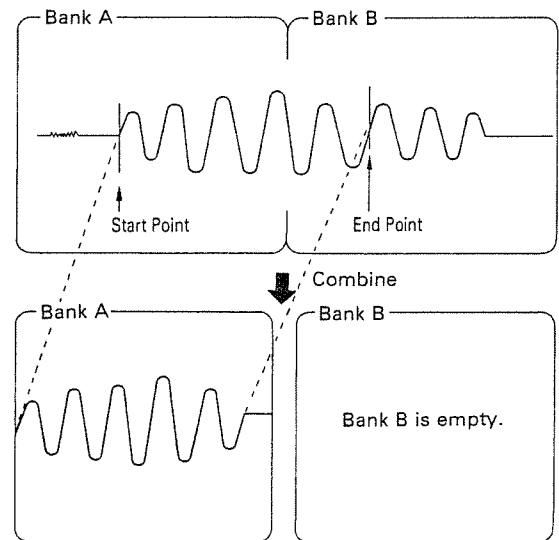 Bank A
Bank B
Start Point
End Point
Combine
Bank A
Bank B
Bank B is empty.